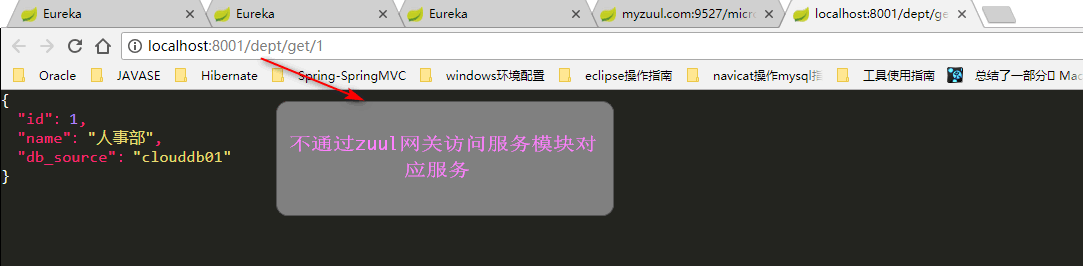 Eureka
Eureka
Eureka
myzuul.com:9527/micr
localhost:8001/dept/ge
localhost:8001/dept/get/1
Oracle JAVASE Hibernate Spring-SpringMVC windows环境配置 eclipse操作指南 navicat操作mysql指 工具使用指南 总结了一部分 Mac
{
"id": 1,
"name": "人事部",
"db_source": "clouddb01"
}
不通过zuul网关访问服务模块对
应服务